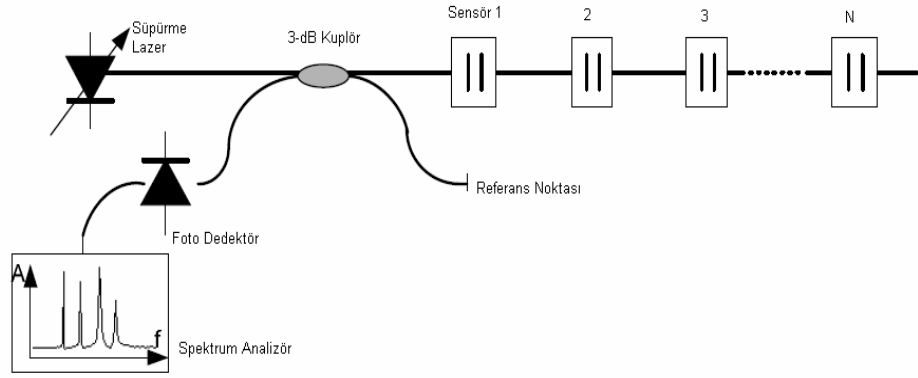 Süpürme
Lazer
3-dB Kuplör
Sensör 1
2
3
N
Referans Noktası
Foto Dedektör
A
f
Spektrum Analizör